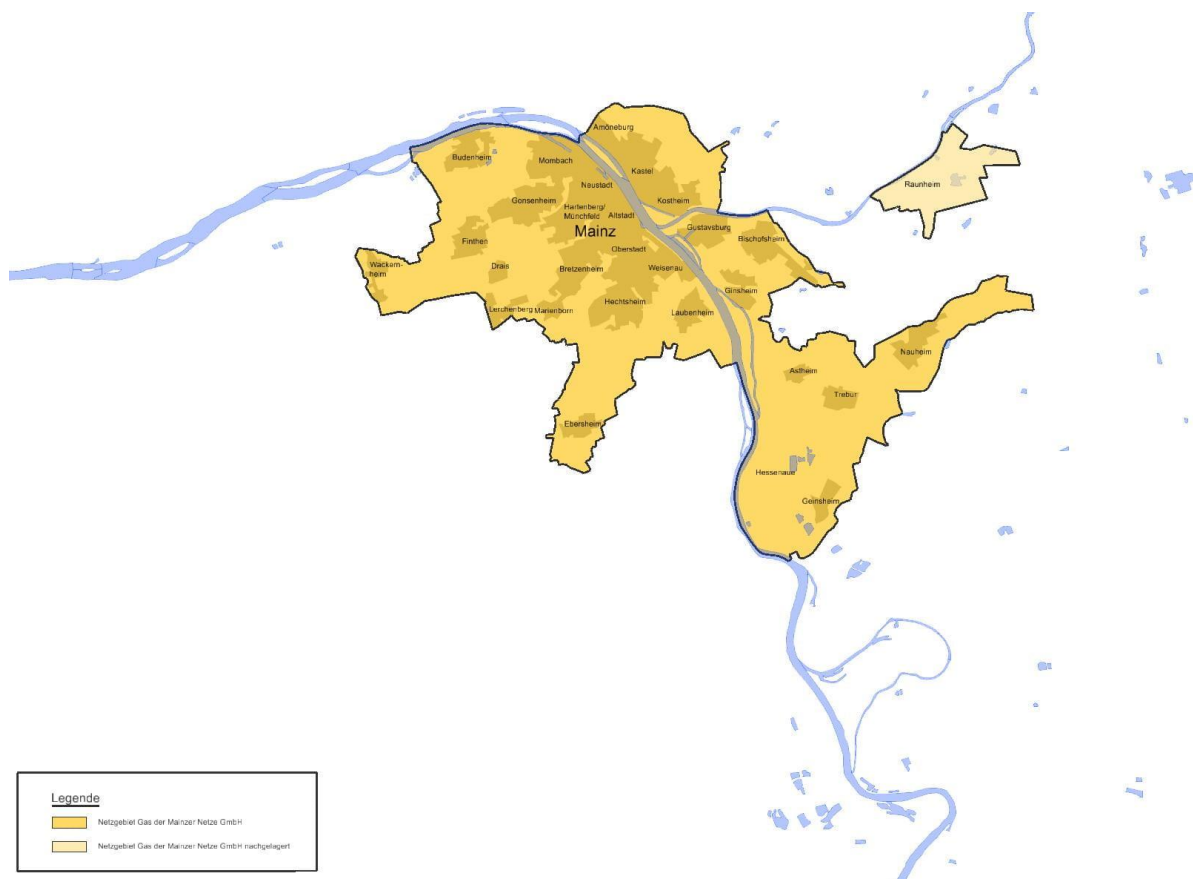 Amöneburg
Budenheim
Mombach
Kastel
Neustadt
Raunheim
Gonsenheim
Kostheim
Hartenberg/
Münchfeld
Altstadt
Gustavsburg
Mainz
Bischofsheim
Finthen
Oberstadt
Wackern-
heim
Drais
Bretzenheim
Weisenau
Ginsheim
Hechtsheim
Lerchenberg
Marienborn
Laubenheim
Nauheim
Astheim
Trebur
Ebersheim
Hessenaue
Geinsheim
Legende
Netzgebiet Gas der Mainzer Netze GmbH
Netzgebiet Gas der Mainzer Netze GmbH nachgelagert